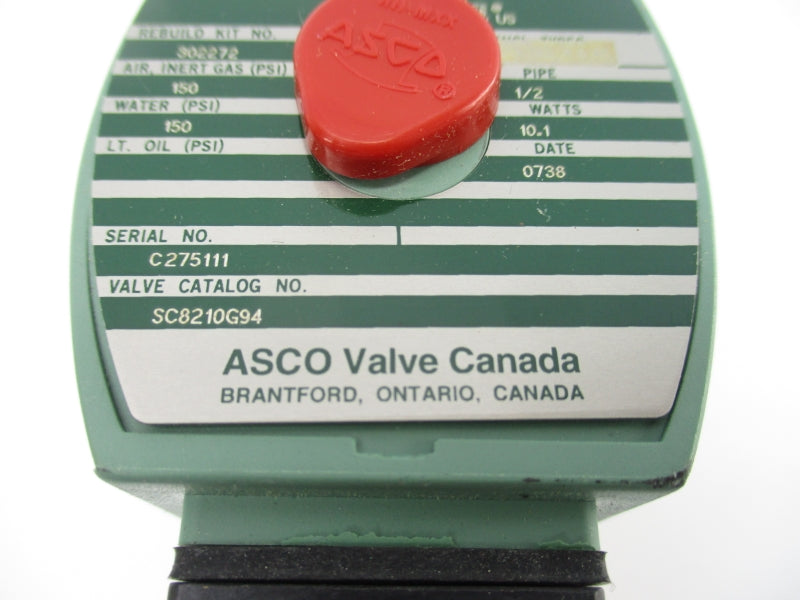 US
REBUILD KIT NO.
302272
AIR, INERT GAS (PSI) PIPE
150 1/2
WATER (PSI) WATTS
150 10.1
LT. OIL (PSI) DATE
0738
ASCO ®
SERIAL NO.
C275111
VALVE CATALOG NO.
SC8210G94
ASCO Valve Canada
BRANTFORD, ONTARIO, CANADA